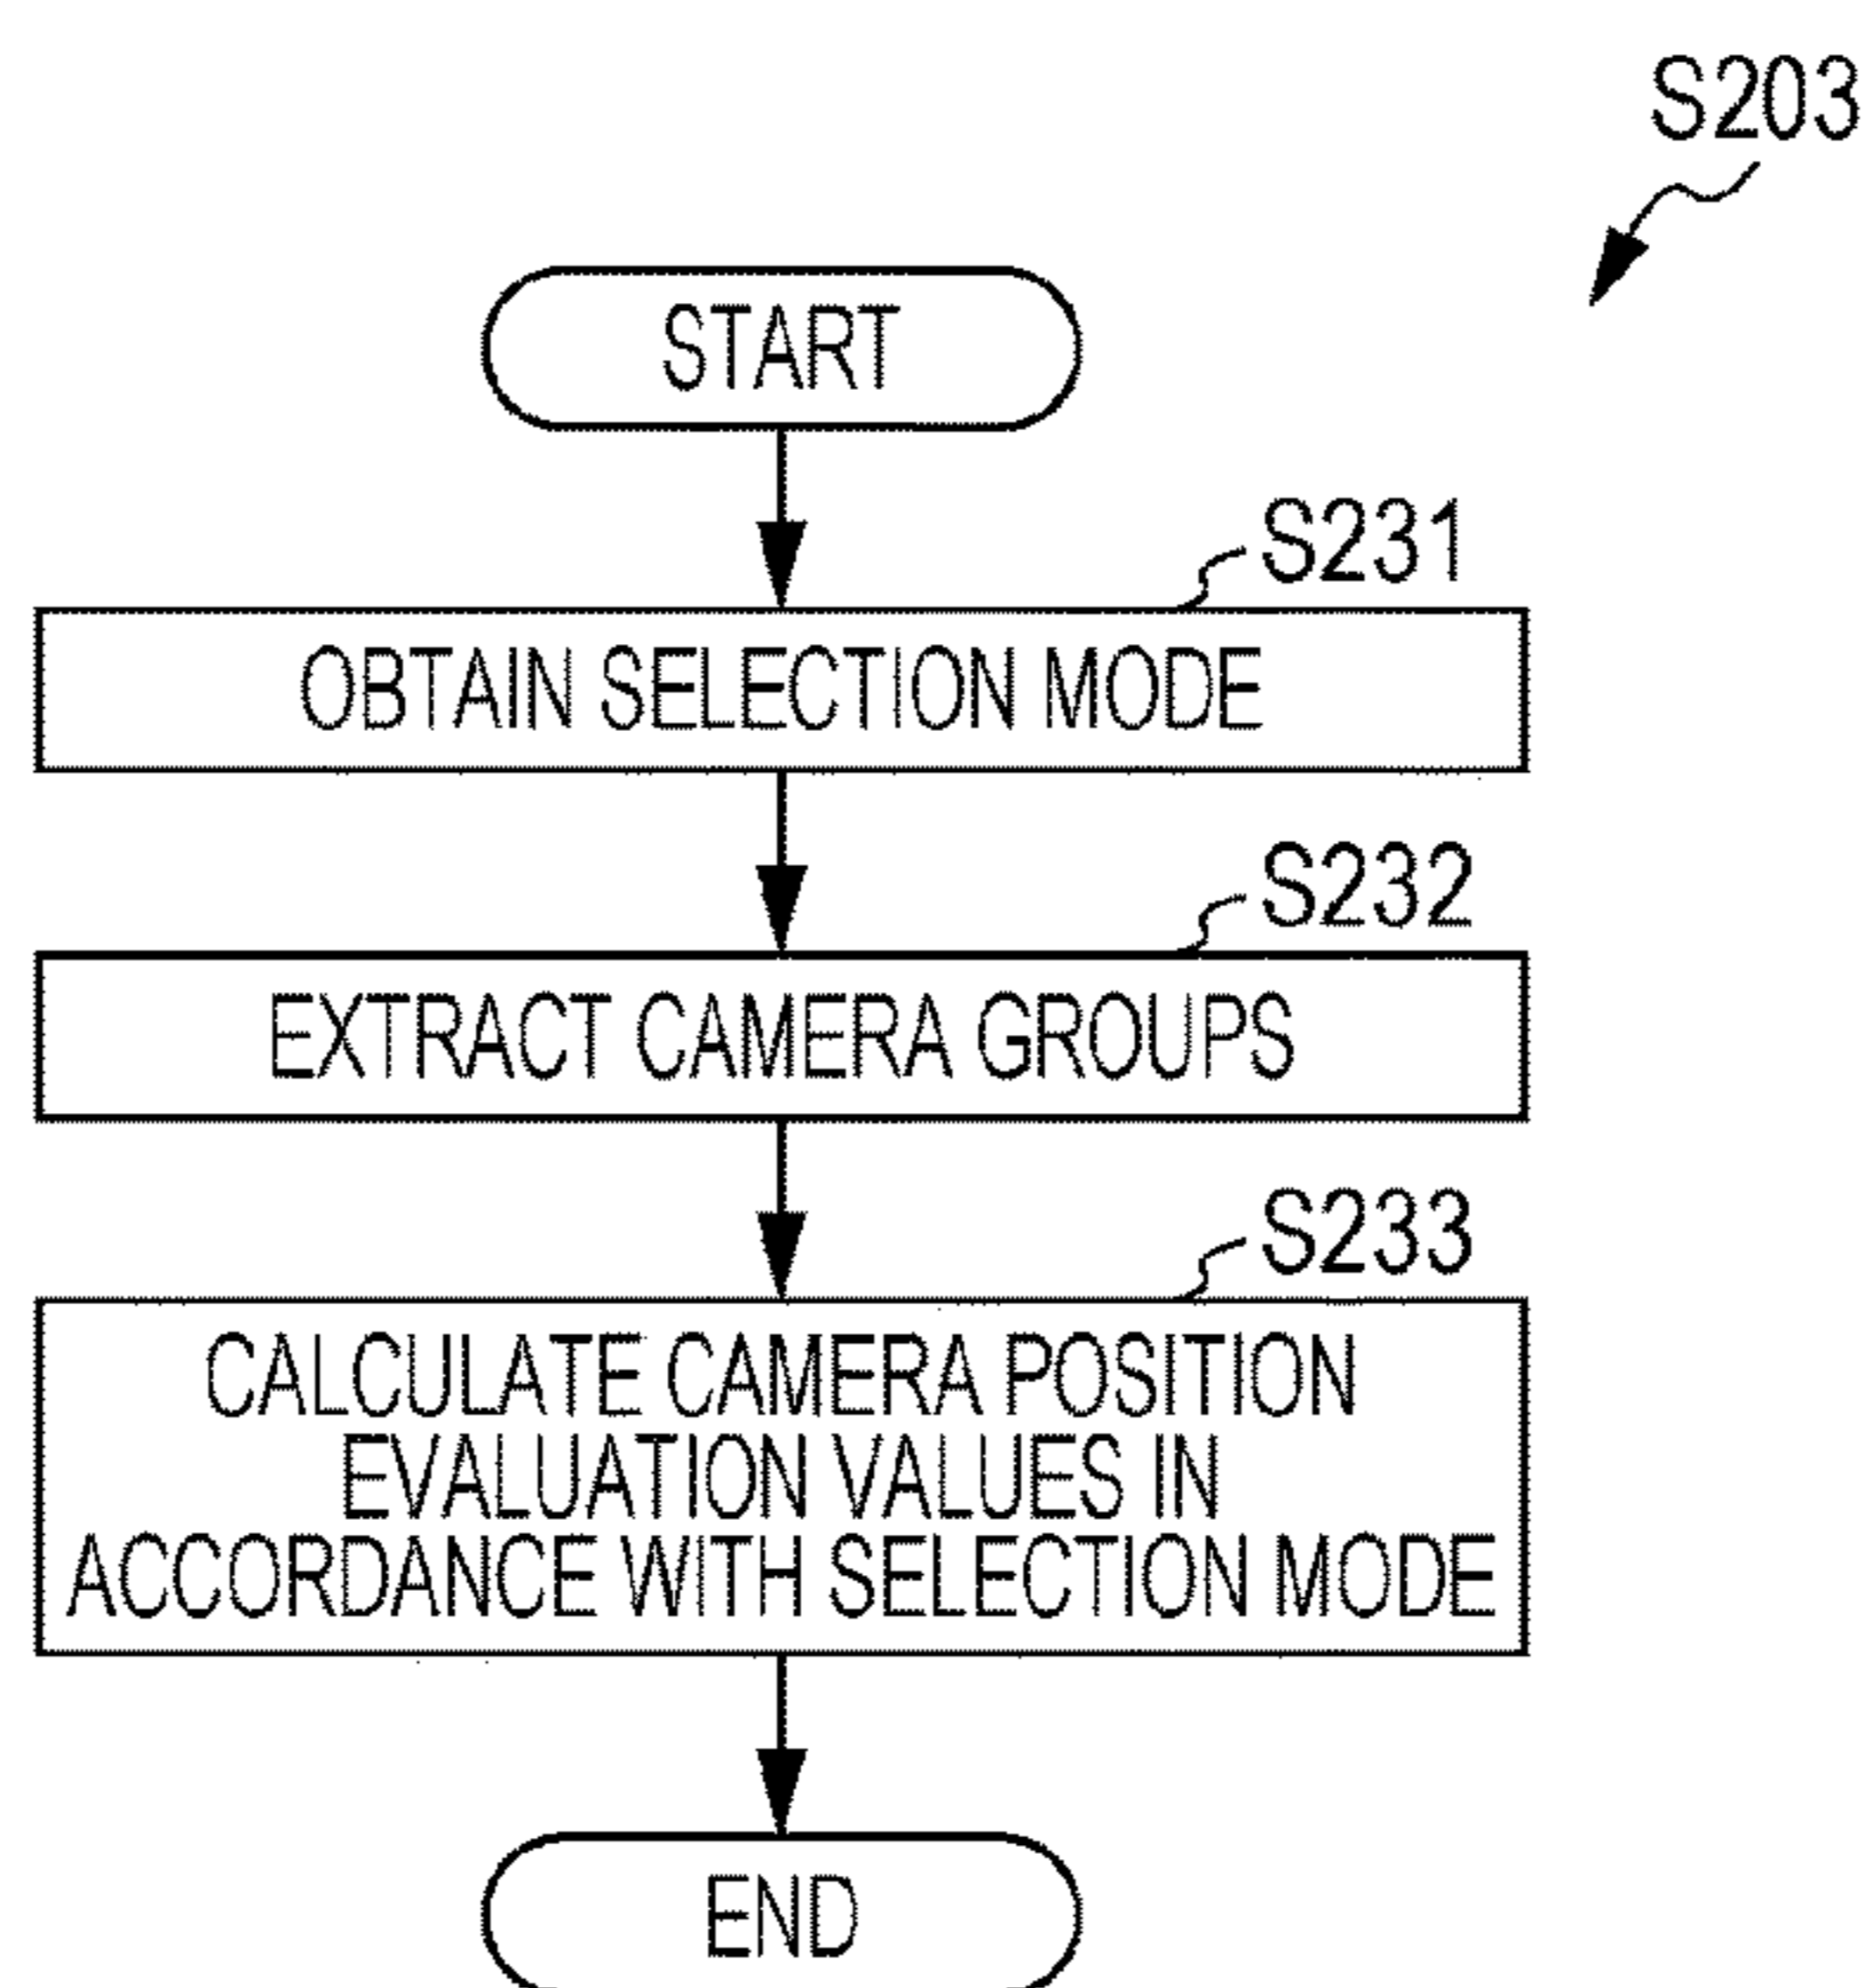 S203
START
S231
OBTAIN SELECTION MODE
S232
EXTRACT CAMERA GROUPS
S233
CALCULATE CAMERA POSITION
EVALUATION VALUES IN
ACCORDANCE WITH SELECTION MODE
END